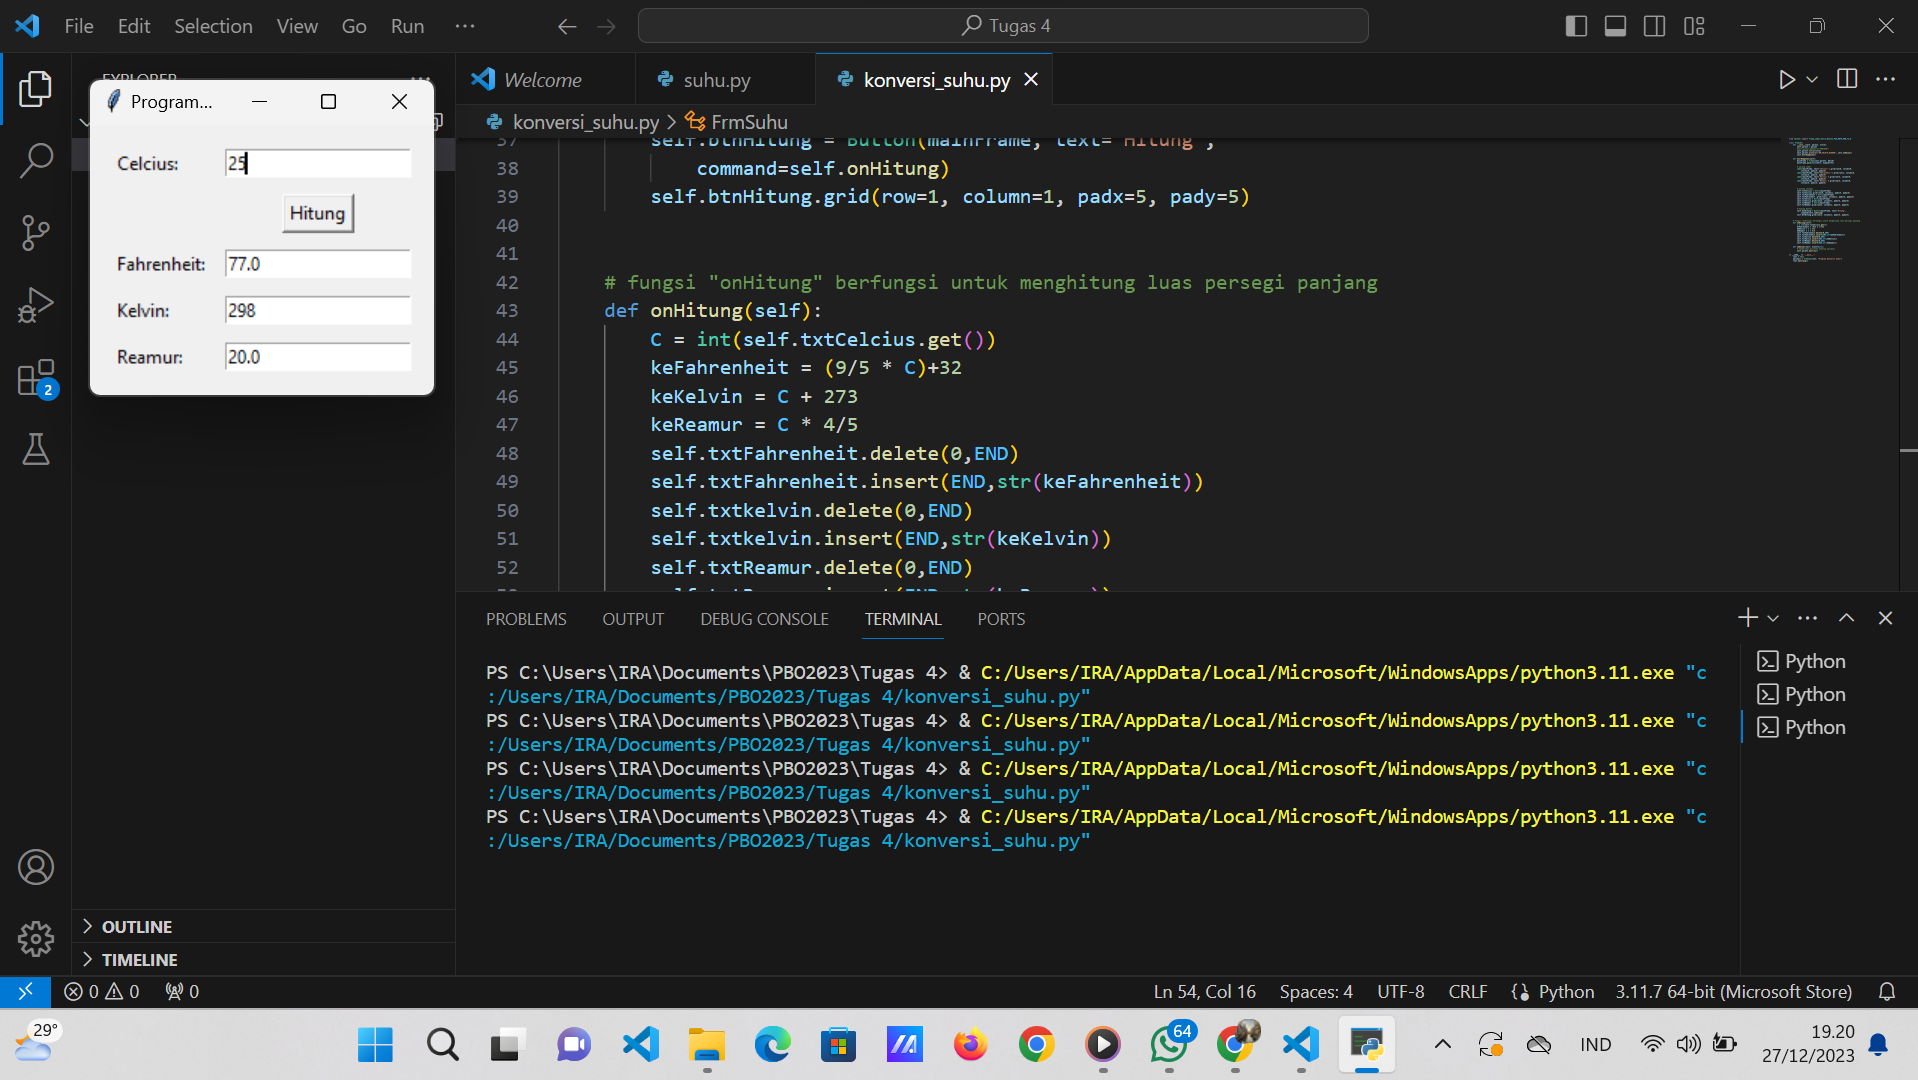 File Edit Selection View Go Run ···
Tugas 4
EXPLORER
Welcome
suhu.py
konversi_suhu.py
konversi_suhu.py > FrmSuhu
Program...
Celcius: 25
Hitung
Fahrenheit: 77.0
Kelvin: 298
Reamur: 20.0
37 self.btnHitung = Button(mainFrame, text='Hitung',
38 command=self.onHitung)
39 self.btnHitung.grid(row=1, column=1, padx=5, pady=5)
40
41
42 # fungsi "onHitung" berfungsi untuk menghitung luas persegi panjang
43 def onHitung(self):
44 C = int(self.txtCelcius.get())
45 keFahrenheit = (9/5 * C)+32
46 keKelvin = C + 273
47 keReamur = C * 4/5
48 self.txtFahrenheit.delete(0,END)
49 self.txtFahrenheit.insert(END,str(keFahrenheit))
50 self.txtkelvin.delete(0,END)
51 self.txtkelvin.insert(END,str(keKelvin))
52 self.txtReamur.delete(0,END)
2
PROBLEMS OUTPUT DEBUG CONSOLE TERMINAL PORTS
PS C:\Users\IRA\Documents\PBO2023\Tugas 4> & C:/Users/IRA/AppData/Local/Microsoft/WindowsApps/python3.11.exe "c
:/Users/IRA/Documents/PBO2023/Tugas 4/konversi_suhu.py"
PS C:\Users\IRA\Documents\PBO2023\Tugas 4> & C:/Users/IRA/AppData/Local/Microsoft/WindowsApps/python3.11.exe "c
:/Users/IRA/Documents/PBO2023/Tugas 4/konversi_suhu.py"
PS C:\Users\IRA\Documents\PBO2023\Tugas 4> & C:/Users/IRA/AppData/Local/Microsoft/WindowsApps/python3.11.exe "c
:/Users/IRA/Documents/PBO2023/Tugas 4/konversi_suhu.py"
PS C:\Users\IRA\Documents\PBO2023\Tugas 4> & C:/Users/IRA/AppData/Local/Microsoft/WindowsApps/python3.11.exe "c
:/Users/IRA/Documents/PBO2023/Tugas 4/konversi_suhu.py"
Python
Python
Python
OUTLINE
TIMELINE
0 0 0
Ln 54, Col 16 Spaces: 4 UTF-8 CRLF Python 3.11.7 64-bit (Microsoft Store)
29°
64
IND
19.20
27/12/2023